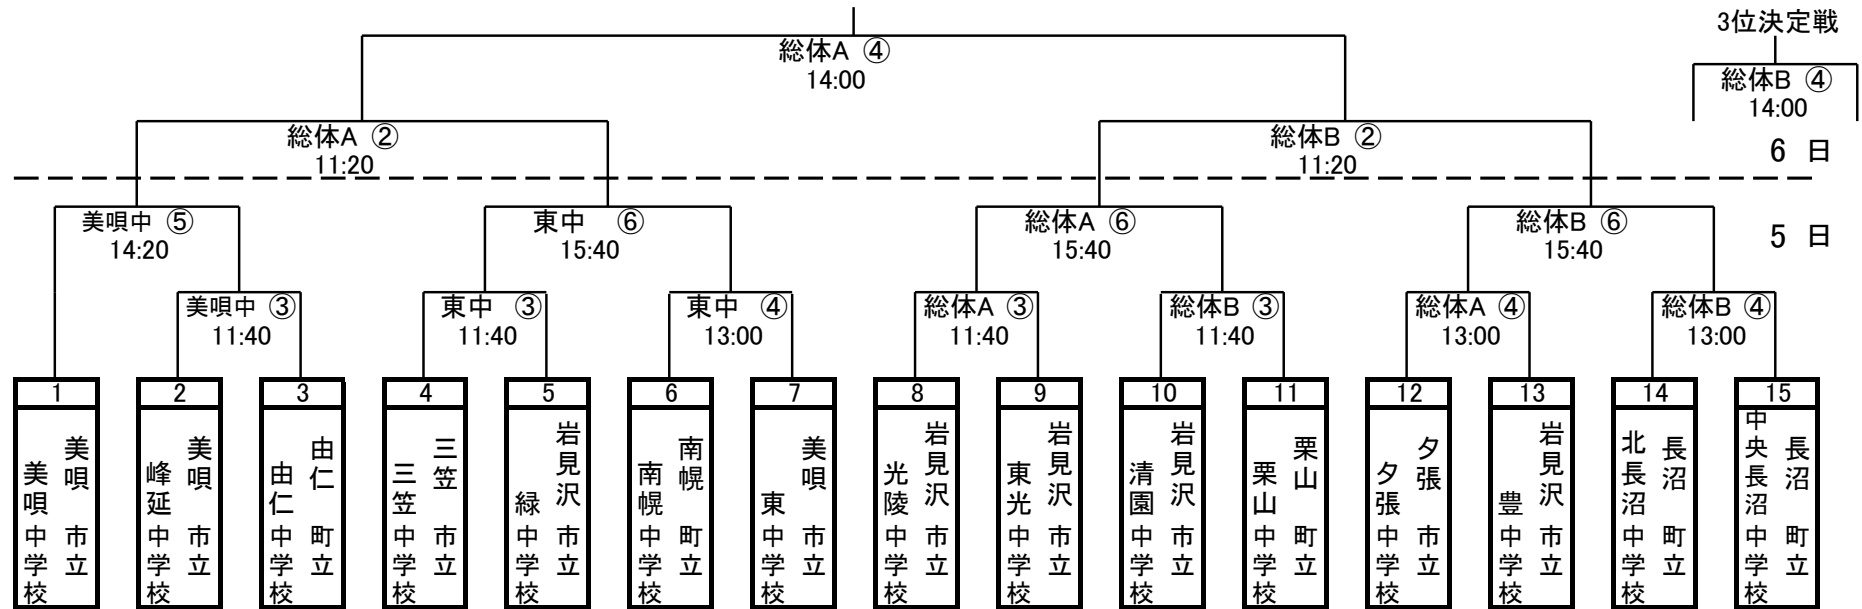 3位決定戦
総体A ④
14:00
総体B ④
14:00
総体A ②
11:20
総体B ②
11:20
6 日
美唄中 ⑤
14:20
東中 ⑥
15:40
総体A ⑥
15:40
総体B ⑥
15:40
5 日
美唄中 ③
11:40
東中 ③
11:40
東中 ④
13:00
総体A ③
11:40
総体B ③
11:40
総体A ④
13:00
総体B ④
13:00
1
美唄市立
美唄中学校
2
美唄市立
峰延中学校
3
由仁町立
由仁中学校
4
三笠市立
三笠中学校
5
岩見沢市立
緑中学校
6
南幌町立
南幌中学校
7
美唄市立
東中学校
8
岩見沢市立
光陵中学校
9
岩見沢市立
東光中学校
10
岩見沢市立
清園中学校
11
栗山町立
栗山中学校
12
夕張市立
夕張中学校
13
岩見沢市立
豊中学校
14
長沼町立
北長沼中学校
15
長沼町立
中央長沼中学校